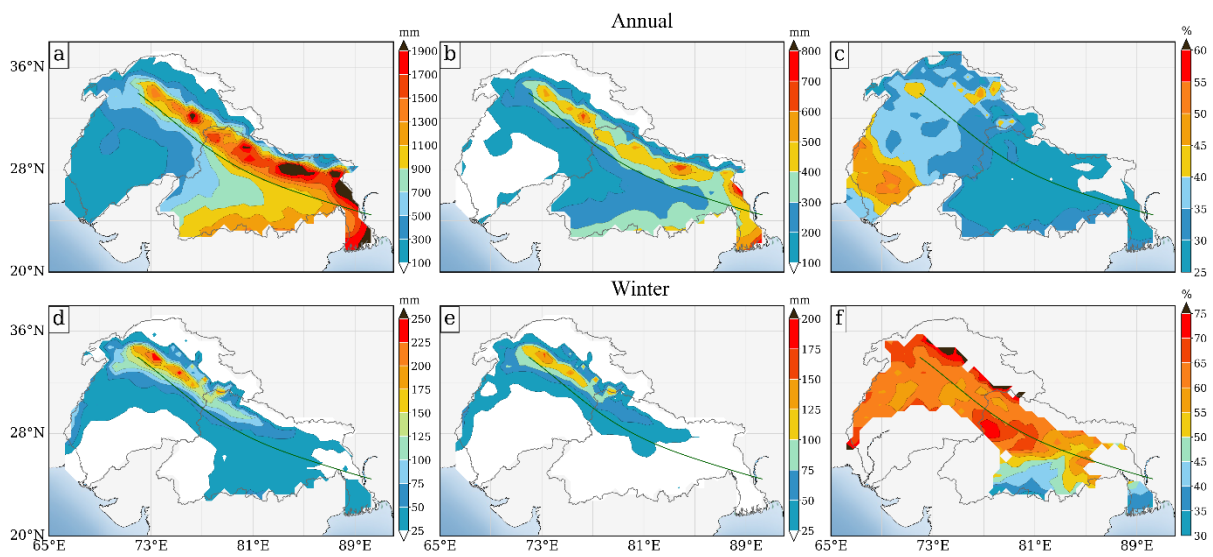 Annual
a
mm
1900
1700
1500
1300
1100
900
700
500
300
100
b
mm
800
700
600
500
400
300
200
100
c
%
60
55
50
45
40
35
30
25
36°N
28°N
20°N
Winter
d
mm
250
225
200
175
150
125
100
75
50
25
e
mm
200
175
150
125
100
75
50
25
f
%
75
70
65
60
55
50
45
40
35
30
36°N
28°N
20°N
65°E 73°E 81°E 89°E
65°E 73°E 81°E 89°E
65°E 73°E 81°E 89°E